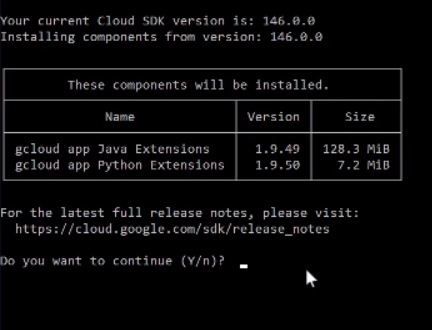 Your current Cloud SDK version is: 146.0.0
Installing components from version: 146.0.0
These components will be installed.
Name Version Size
gcloud app Java Extensions 1.9.49 128.3 MiB
gcloud app Python Extensions 1.9.50 7.2 MiB
For the latest full release notes, please visit:
https://cloud.google.com/sdk/release_notes
Do you want to continue (Y/n)?